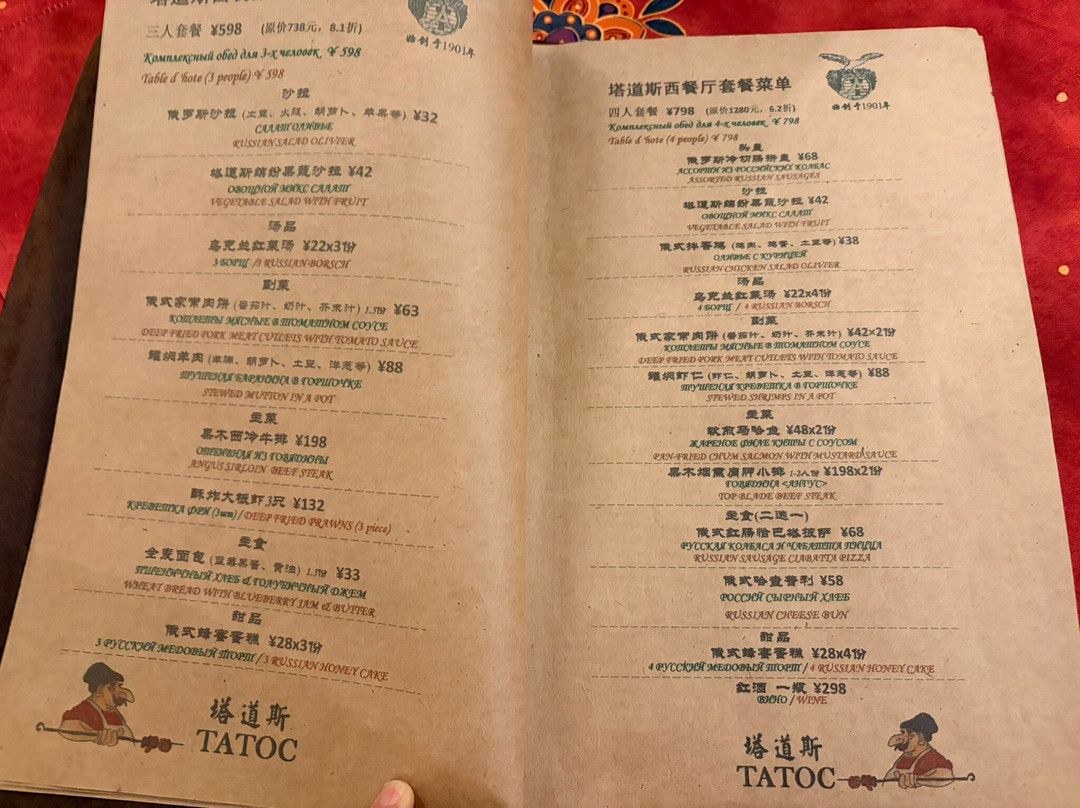 三人套餐 ¥598 (原价738元,8.1折)
Комплексный обед для 3-х человек ¥ 598
Table d'hote (3 people) ¥ 598
始创于1901年
沙拉
俄罗斯沙拉 (土豆、火腿、胡萝卜、苹果等) ¥32
САЛАТ ОЛИВЬЕ
RUSSIAN SALAD OLIVIER
塔道斯缤纷果蔬沙拉 ¥42
ОВОЩНОЙ МИКС САЛАТ
VEGETABLE SALAD WITH FRUIT
汤品
乌克兰红菜汤 ¥22x3份
3 БОРЩ /3 RUSSIAN BORSCH
副菜
俄式家常肉饼 (番茄汁、奶汁、芥末汁) 1.5份 ¥63
КОТЛЕТЫ МЯСНЫЕ В ТОМАТНОМ СОУСЕ
DEEP FRIED PORK MEAT CUTLETS WITH TOMATO SAUCE
罐焖羊肉 (羊腩、胡萝卜、土豆、洋葱等) ¥88
ТУШЕНАЯ БАРАНИНА В ГОРШОЧКЕ
STEWED MUTTON IN A POT
主菜
黑木西冷牛排 ¥198
ОТБИВНАЯ ИЗ ГОВЯДИНЫ
ANGUS SIRLOIN BEEF STEAK
酥炸大板虾 3只 ¥132
КРЕВЕТКА ФРИ (3шт) / DEEP FRIED PRAWNS (3 piece)
主食
全麦面包 (蓝莓果酱、黄油) 1.5份 ¥33
ПШЕНИЧНЫЙ ХЛЕБ & ГОЛУБИЧНЫЙ ДЖЕМ
WHEAT BREAD WITH BLUEBERRY JAM & BUTTER
甜品
俄式蜂蜜蛋糕 ¥28x3份
3 РУССКИЙ МЕДОВЫЙ ТОРТ / 3 RUSSIAN HONEY CAKE
塔道斯
TATOC
塔道斯西餐厅套餐菜单
始创于1901年
四人套餐 ¥798 (原价1280元,6.2折)
Комплексный обед для 4-х человек ¥ 798
Table d'hote (4 people) ¥ 798
头盘
俄罗斯冷切肠拼盘 ¥68
АССОРТИ ИЗ РОССИЙСКИХ КОЛБАС
ASSORTED RUSSIAN SAUSAGES
沙拉
塔道斯缤纷果蔬沙拉 ¥42
ОВОЩНОЙ МИКС САЛАТ
VEGETABLE SALAD WITH FRUIT
俄式拌香鸡 (鸡肉、鸡蛋、土豆等) ¥38
ОЛИВЬЕ С КУРИЦЕЙ
RUSSIAN CHICKEN SALAD OLIVIER
汤品
乌克兰红菜汤 ¥22x4份
4 БОРЩ / 4 RUSSIAN BORSCH
副菜
俄式家常肉饼 (番茄汁、奶汁、芥末汁) ¥42×2份
КОТЛЕТЫ МЯСНЫЕ В ТОМАТНОМ СОУСЕ
DEEP FRIED PORK MEAT CUTLETS WITH TOMATO SAUCE
罐焖虾仁 (虾仁、胡萝卜、土豆、洋葱等) ¥88
ТУШЕНАЯ КРЕВЕТКА В ГОРШОЧКЕ
STEWED SHRIMPS IN A POT
主菜
软煎马哈鱼 ¥48x2份
ЖАРЕНОЕ ФИЛЕ КИТЫ С СОУСОМ
PAN-FRIED CHUM SALMON WITH MUSTARD SAUCE
黑木烟熏肩胛小排 1-2人份 ¥198x2份
ГОВЯДИНА <АНГУС>
TOP BLADE BEEF STEAK
主食(二选一)
俄式红肠恰巴塔披萨 ¥68
РУССКАЯ КОЛБАСА И ЧАБАТТА ПИЦЦА
RUSSIAN SAUSAGE CIABATTA PIZZA
俄式哈查普利 ¥58
РОССИЙ СЫРНЫЙ ХЛЕБ
RUSSIAN CHEESE BUN
甜品
俄式蜂蜜蛋糕 ¥28x4份
4 РУССКИЙ МЕДОВЫЙ ТОРТ / 4 RUSSIAN HONEY CAKE
红酒 一瓶 ¥298
ВИНО / WINE
塔道斯
TATOC